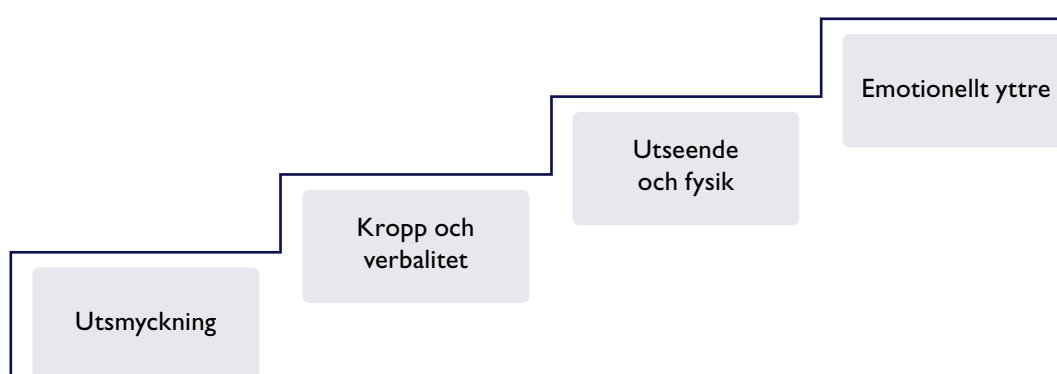 Emotionellt yttre
Utseende
och fysik
Kropp och
verbalitet
Utsmyckning